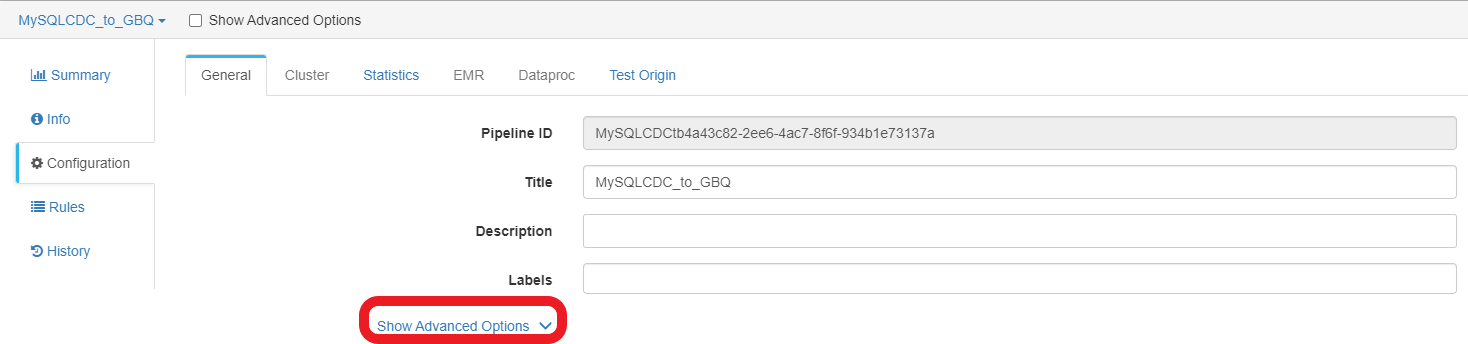 MySQLCDC_to_GBQ Show Advanced Options
Summary
Info
Configuration
Rules
History
General Cluster Statistics EMR Dataproc Test Origin
Pipeline ID MySQLCDCtb4a43c82-2ee6-4ac7-8f6f-934b1e73137a
Title MySQLCDC_to_GBQ
Description
Labels
Show Advanced Options